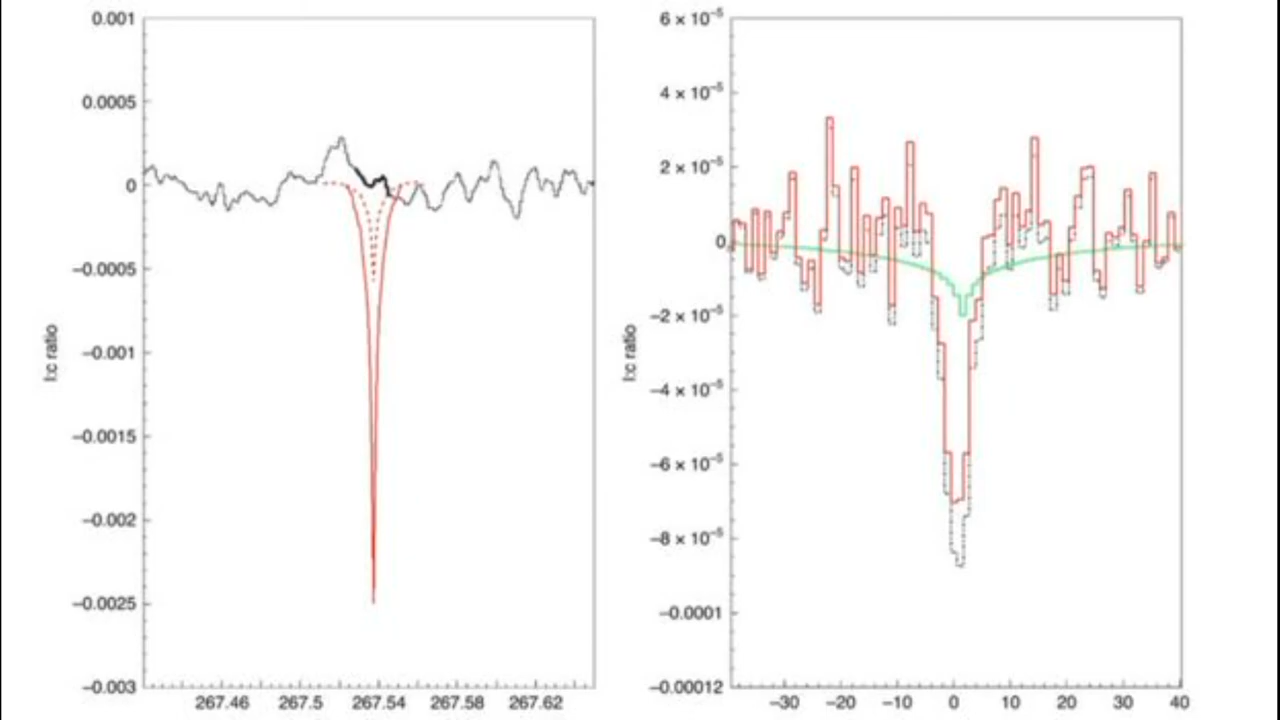 0.001
0.0005
0
−0.0005
−0.001
−0.0015
−0.002
−0.0025
−0.003
l:c ratio
267.46 267.5 267.54 267.58 267.62
6 × 10⁻⁵
4 × 10⁻⁵
2 × 10⁻⁵
0
−2 × 10⁻⁵
−4 × 10⁻⁵
−6 × 10⁻⁵
−8 × 10⁻⁵
−0.0001
−0.00012
l:c ratio
−30 −20 −10 0 10 20 30 40